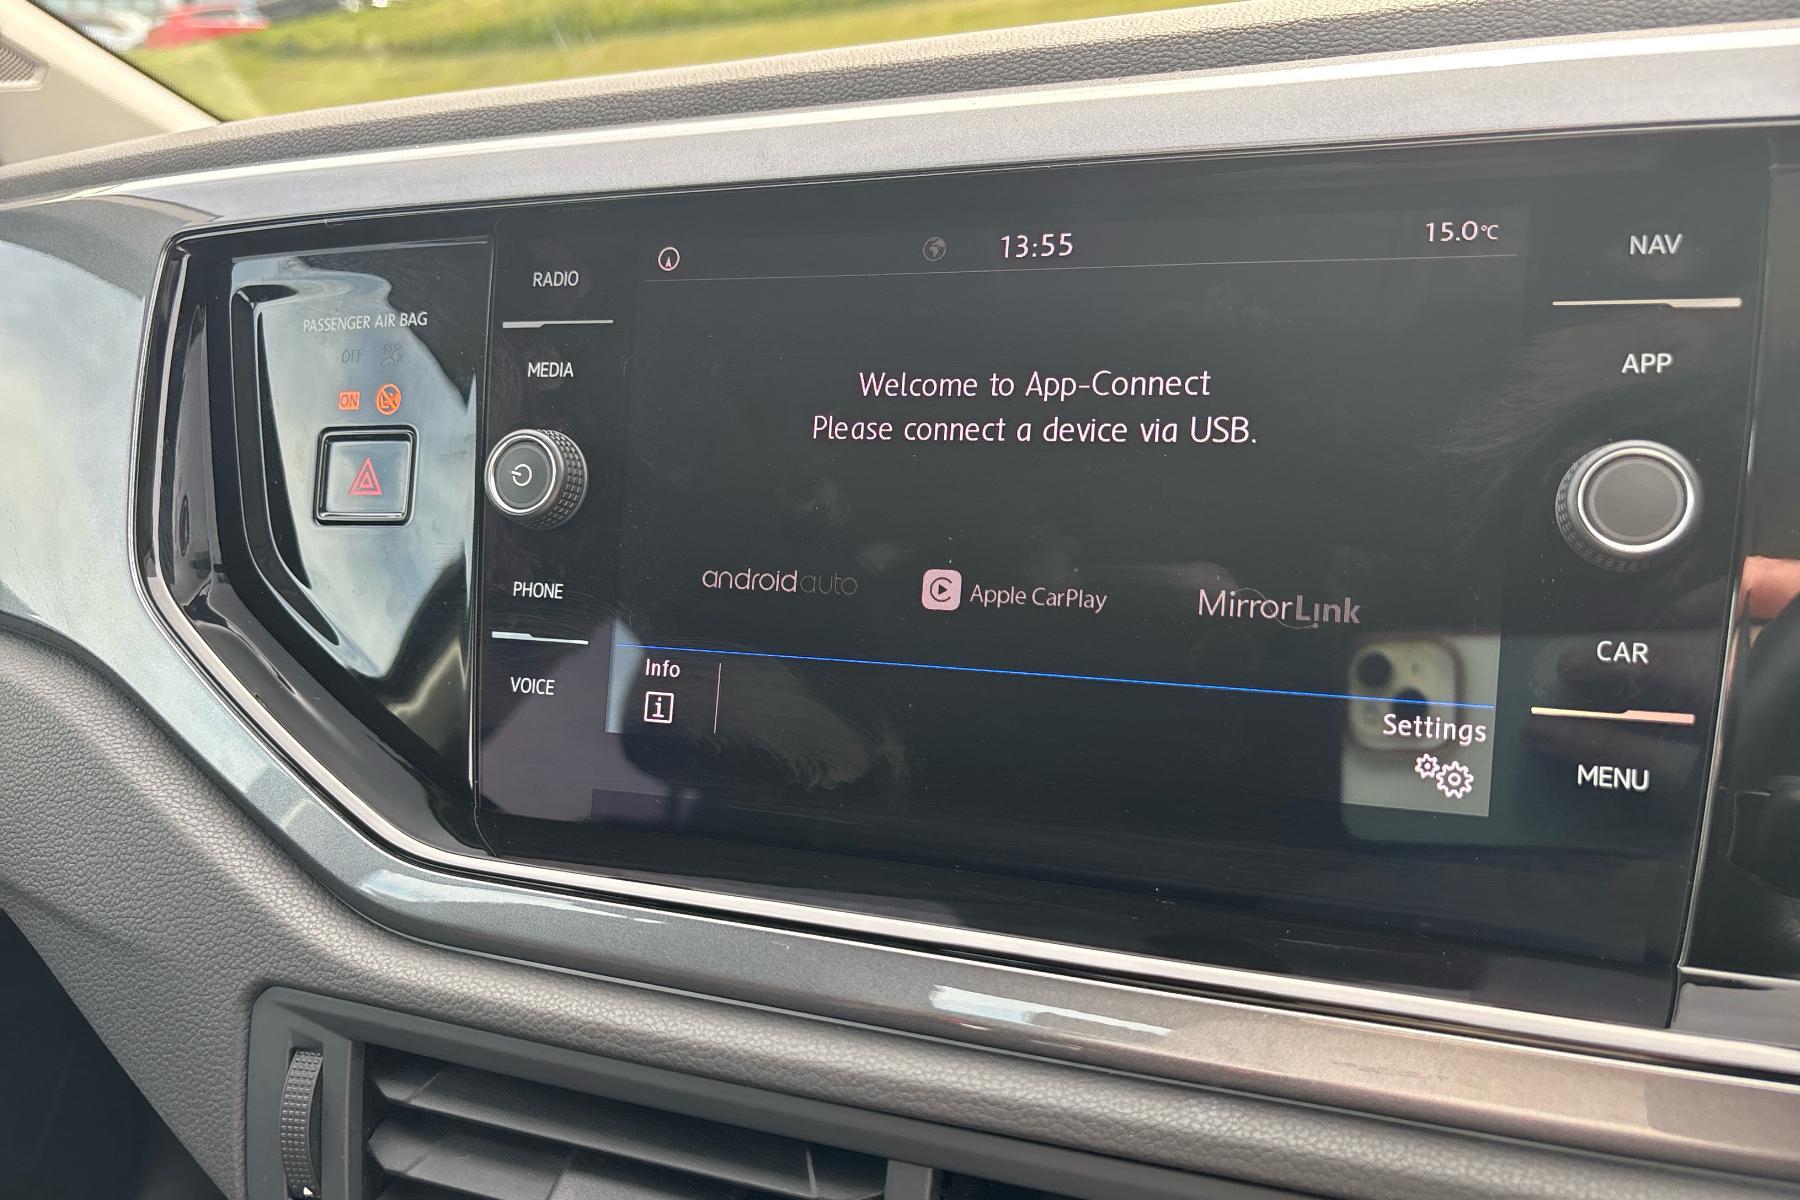 PASSENGER AIR BAG
OFF
ON
RADIO
MEDIA
PHONE
VOICE
13:55
15.0°C
Welcome to App-Connect
Please connect a device via USB.
androidauto
Apple CarPlay
MirrorLink
Info
i
Settings
NAV
APP
CAR
MENU